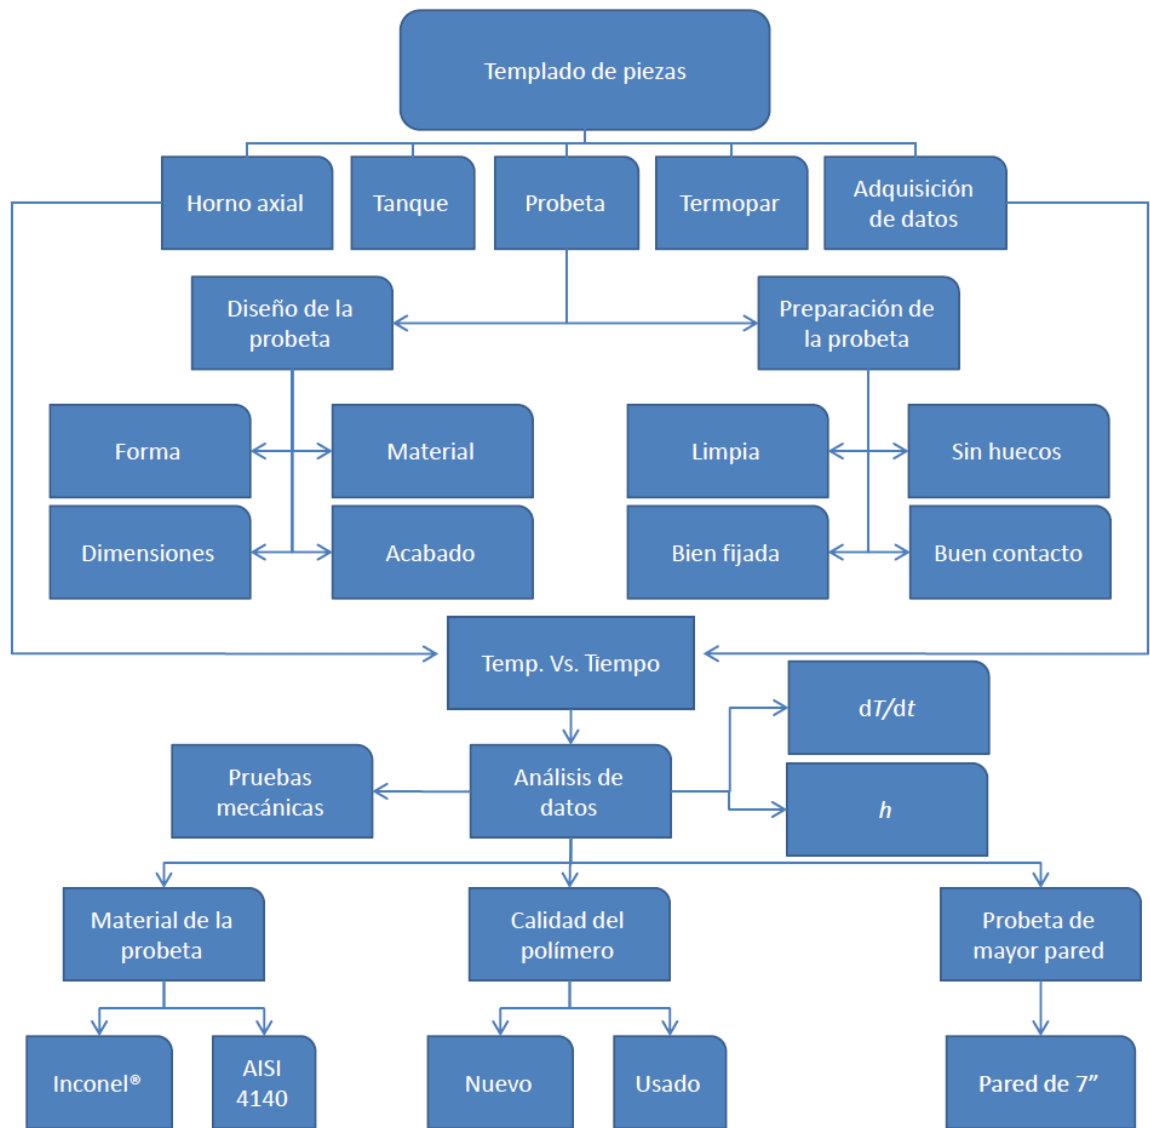 Templado de piezas
Horno axial
Tanque
Probeta
Termopar
Adquisición
de datos
Diseño de la
probeta
Preparación de
la probeta
Forma
Material
Limpia
Sin huecos
Dimensiones
Acabado
Bien fijada
Buen contacto
Temp. Vs. Tiempo
dT/dt
Pruebas
mecánicas
Análisis de
datos
h
Material de la
probeta
Calidad del
polímero
Probeta de
mayor pared
Inconel®
AISI
4140
Nuevo
Usado
Pared de 7”